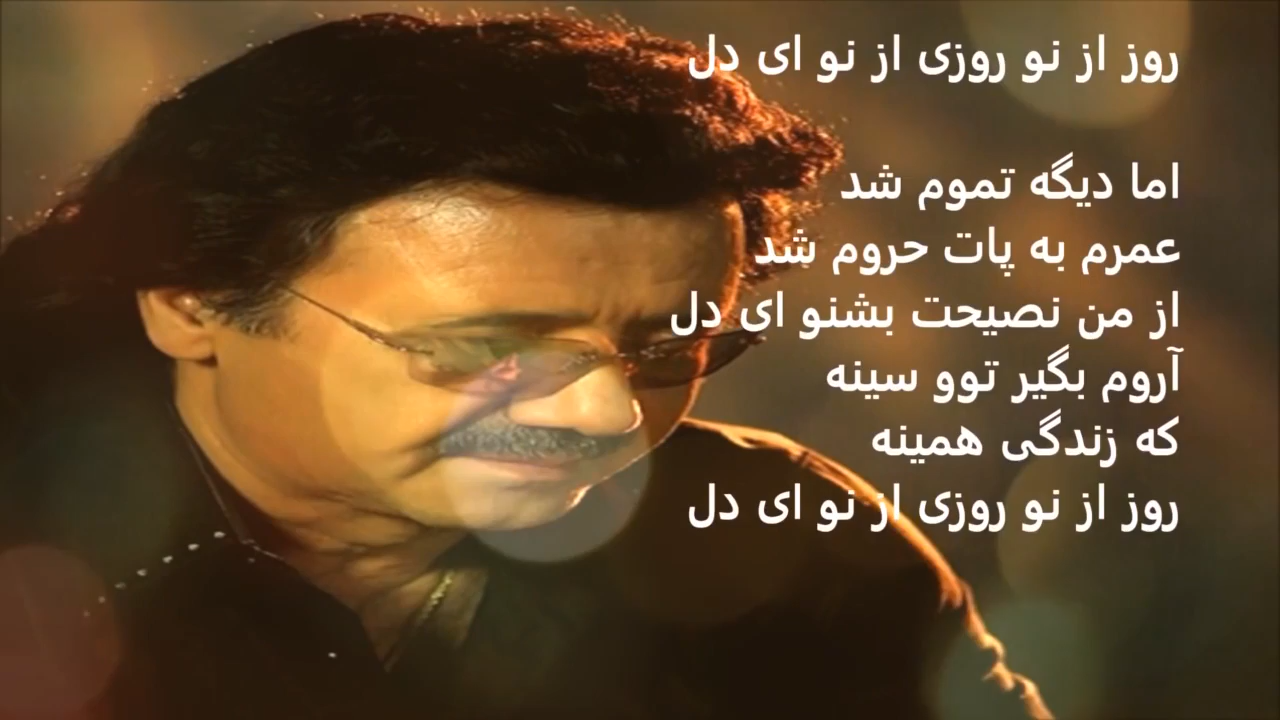 روز از نو روزی از نو ای دل
اما دیگه تموم شد
عمرم به پات حروم شد
از من نصیحت بشنو ای دل
آروم بگیر توو سینه
که زندگی همینه
روز از نو روزی از نو ای دل